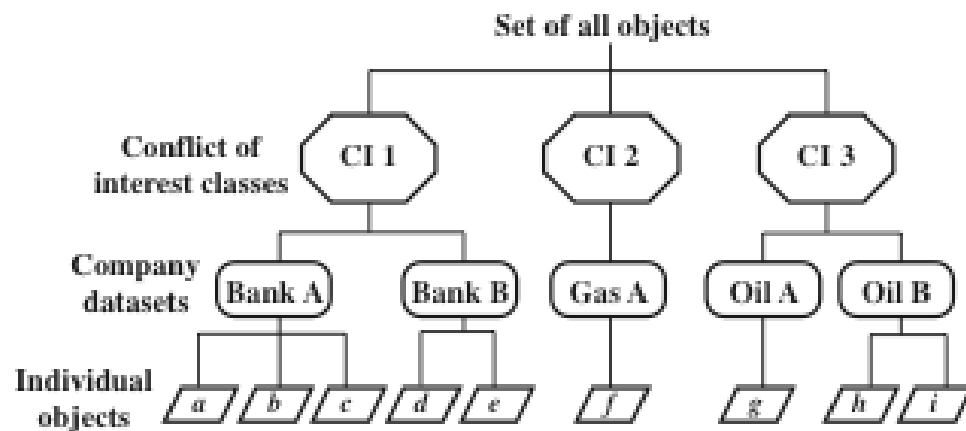 Set of all objects
Conflict of
interest classes
CI 1
CI 2
CI 3
Company
datasets
Bank A
Bank B
Gas A
Oil A
Oil B
Individual
objects
a
b
c
d
e
f
g
h
i